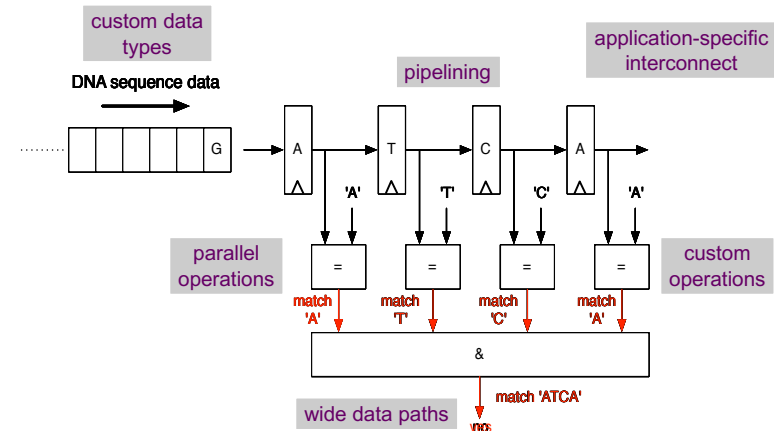 custom data
types
DNA sequence data
pipelining
application-specific
interconnect
G
A
T
C
A
'A'
'T'
'C'
'A'
parallel
operations
=
=
=
=
custom
operations
match
'A'
match
'T'
match
'C'
match
'A'
&
match 'ATCA'
wide data paths